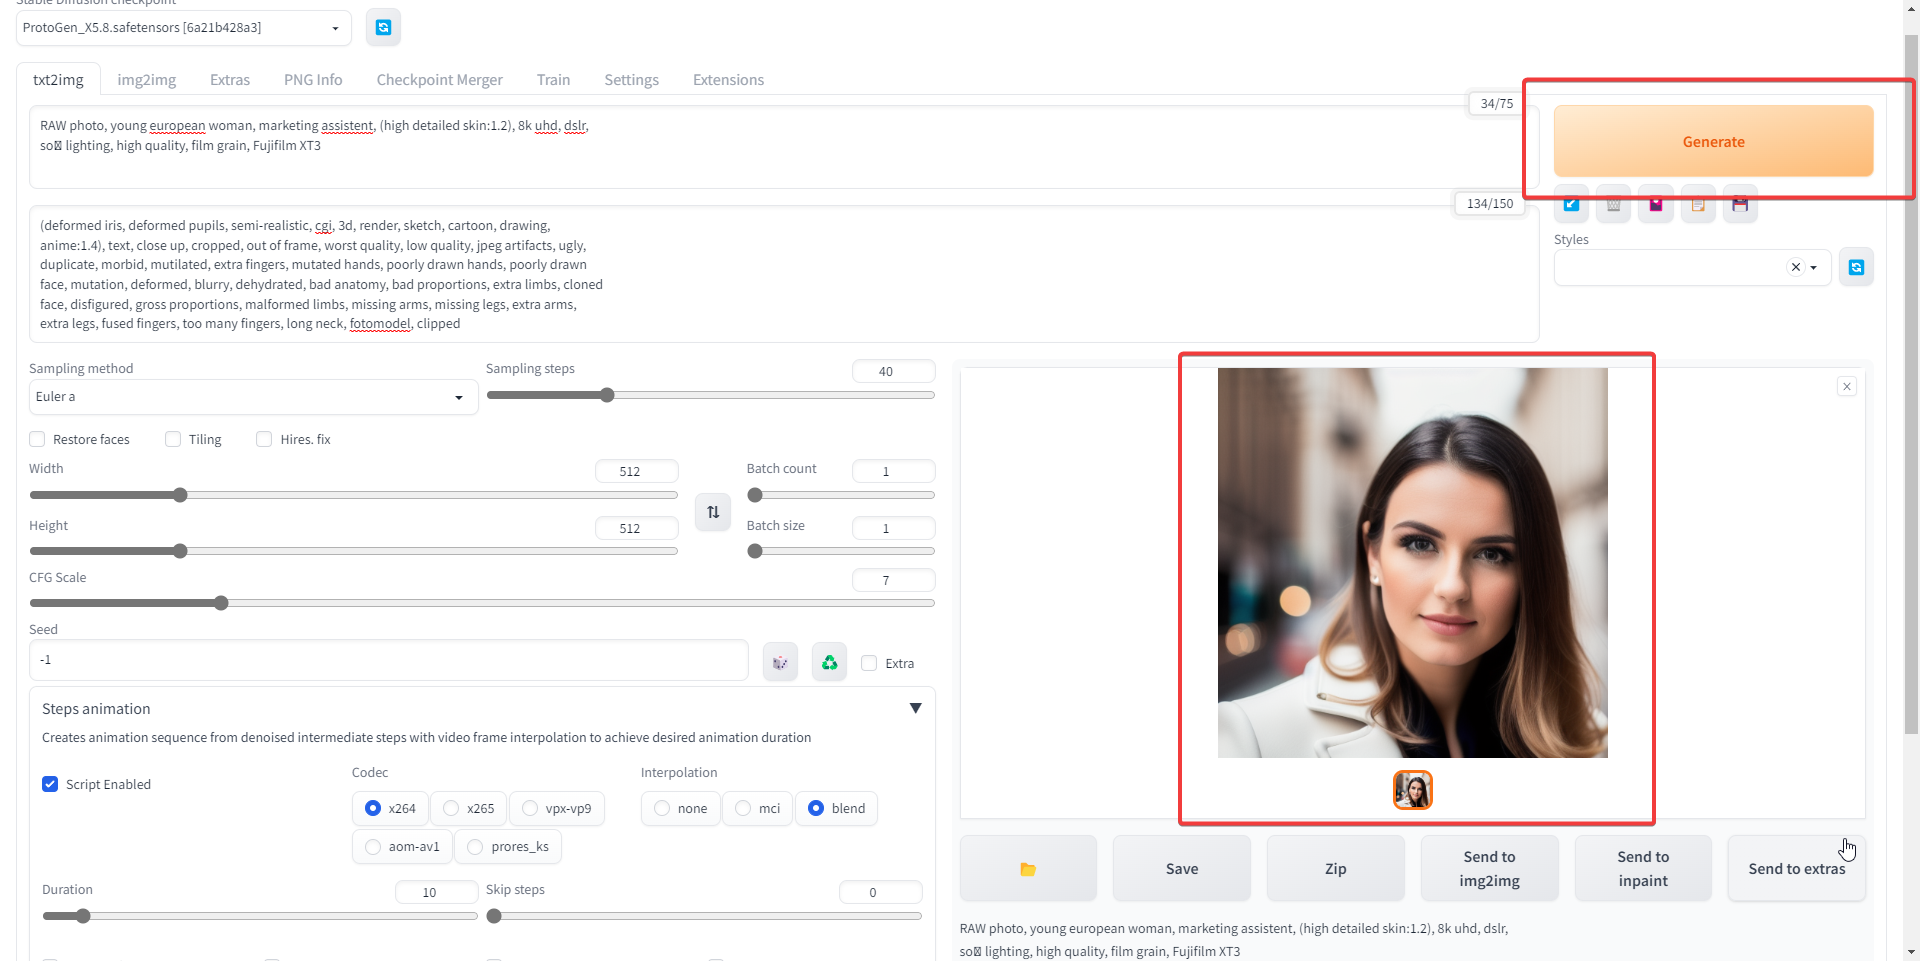 Stable Diffusion checkpoint
ProtoGen_X5.8.safetensors [6a21b428a3]
txt2img img2img Extras PNG Info Checkpoint Merger Train Settings Extensions
34/75
RAW photo, young european woman, marketing assistent, (high detailed skin:1.2), 8k uhd, dslr,
so▯ lighting, high quality, film grain, Fujifilm XT3
Generate
134/150
(deformed iris, deformed pupils, semi-realistic, cgi, 3d, render, sketch, cartoon, drawing,
anime:1.4), text, close up, cropped, out of frame, worst quality, low quality, jpeg artifacts, ugly,
duplicate, morbid, mutilated, extra fingers, mutated hands, poorly drawn hands, poorly drawn
face, mutation, deformed, blurry, dehydrated, bad anatomy, bad proportions, extra limbs, cloned
face, disfigured, gross proportions, malformed limbs, missing arms, missing legs, extra arms,
extra legs, fused fingers, too many fingers, long neck, fotomodel, clipped
Styles
Sampling method
Euler a
Sampling steps 40
Restore faces Tiling Hires. fix
Width 512
Batch count 1
Height 512
Batch size 1
CFG Scale 7
Seed
-1
Extra
Steps animation
Creates animation sequence from denoised intermediate steps with video frame interpolation to achieve desired animation duration
Script Enabled
Codec
x264 x265 vpx-vp9
aom-av1 prores_ks
Interpolation
none mci blend
Duration 10
Skip steps 0
Save
Zip
Send to
img2img
Send to
inpaint
Send to extras
RAW photo, young european woman, marketing assistent, (high detailed skin:1.2), 8k uhd, dslr,
so▯ lighting, high quality, film grain, Fujifilm XT3